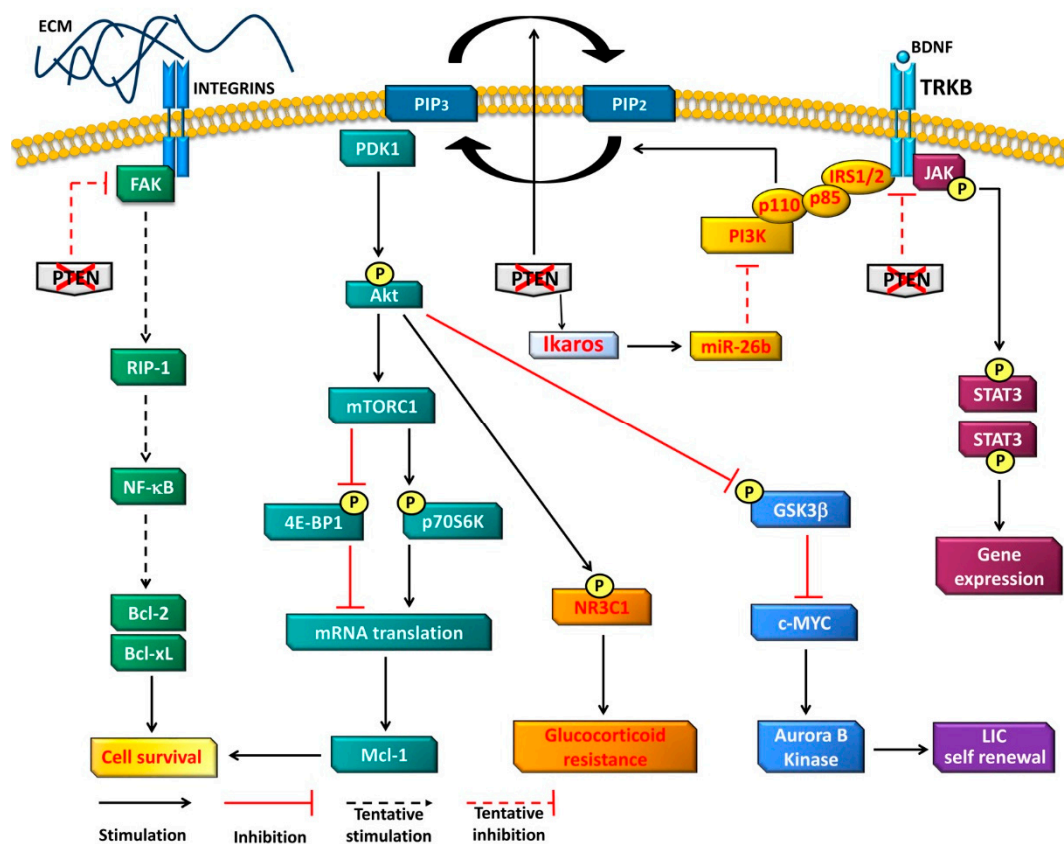 ECM
INTEGRINS
BDNF
TRKB
PIP3
PIP2
PDK1
FAK
JAK
P
IRS1/2
p85
p110
PI3K
PTEN
PTEN
PTEN
P
Akt
Ikaros
miR-26b
RIP-1
mTORC1
P
STAT3
STAT3
P
NF-κB
P
4E-BP1
P
p70S6K
P
GSK3β
Gene
expression
P
NR3C1
Bcl-2
Bcl-xL
mRNA translation
c-MYC
Cell survival
Mcl-1
Glucocorticoid
resistance
Aurora B
Kinase
LIC
self renewal
Stimulation
Inhibition
Tentative
stimulation
Tentative
inhibition